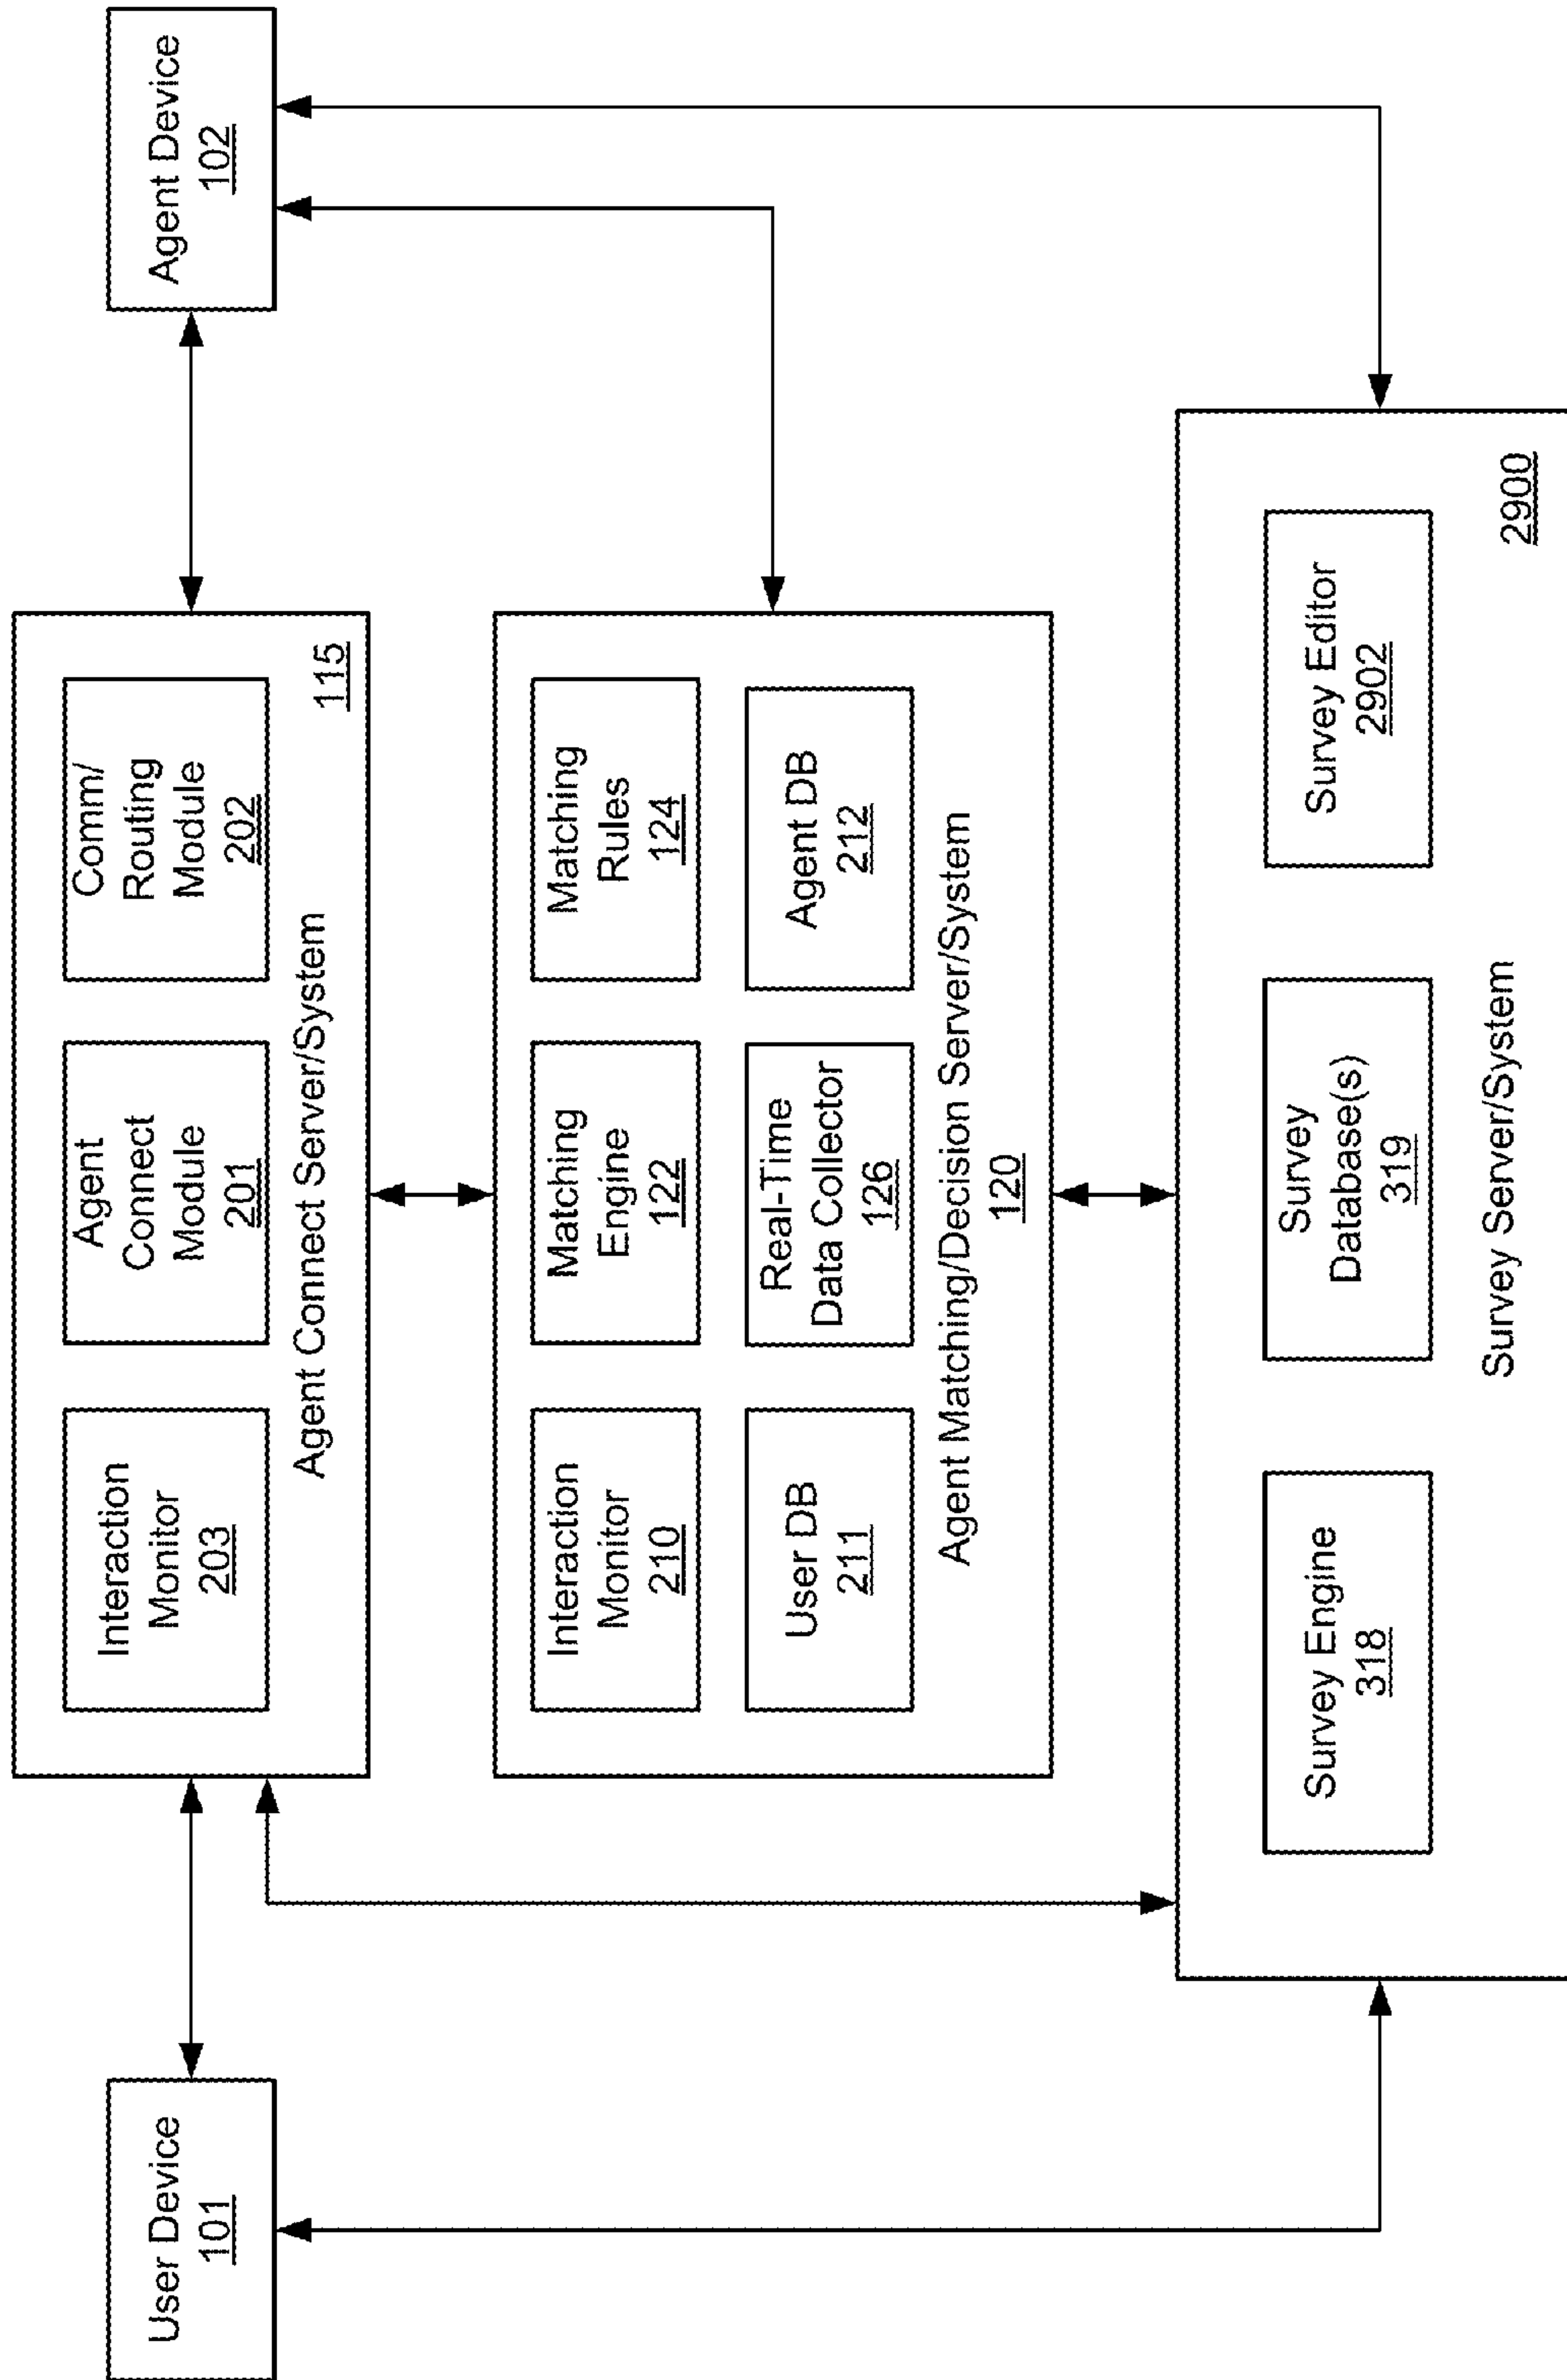 User Device
101
Interaction
Monitor
203
Agent
Connect
Module
201
Comm/
Routing
Module
202
Agent Connect Server/System
115
Agent Device
102
Interaction
Monitor
210
Matching
Engine
122
Matching
Rules
124
User DB
211
Real-Time
Data Collector
126
Agent DB
212
Agent Matching/Decision Server/System
120
Survey Engine
318
Survey
Database(s)
319
Survey Editor
2902
Survey Server/System
2900